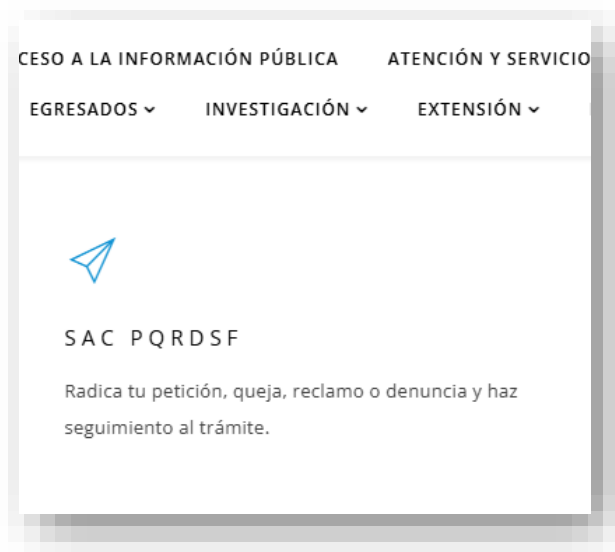 CESO A LA INFORMACIÓN PÚBLICA ATENCIÓN Y SERVICIO
EGRESADOS INVESTIGACIÓN EXTENSIÓN
SAC PQRDSF
Radica tu petición, queja, reclamo o denuncia y haz
seguimiento al trámite.